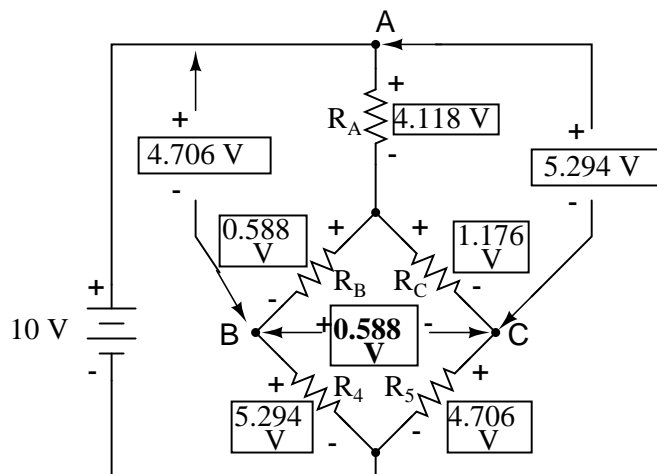 A
+
+
+
R_A
4.118 V
+
4.706 V
-
5.294 V
-
-
0.588
V
+
+
1.176
V
R_B
R_C
-
-
+
10 V
-
B
+
0.588
V
-
C
+
R_4
R_5
+
5.294
V
-
-
4.706
V